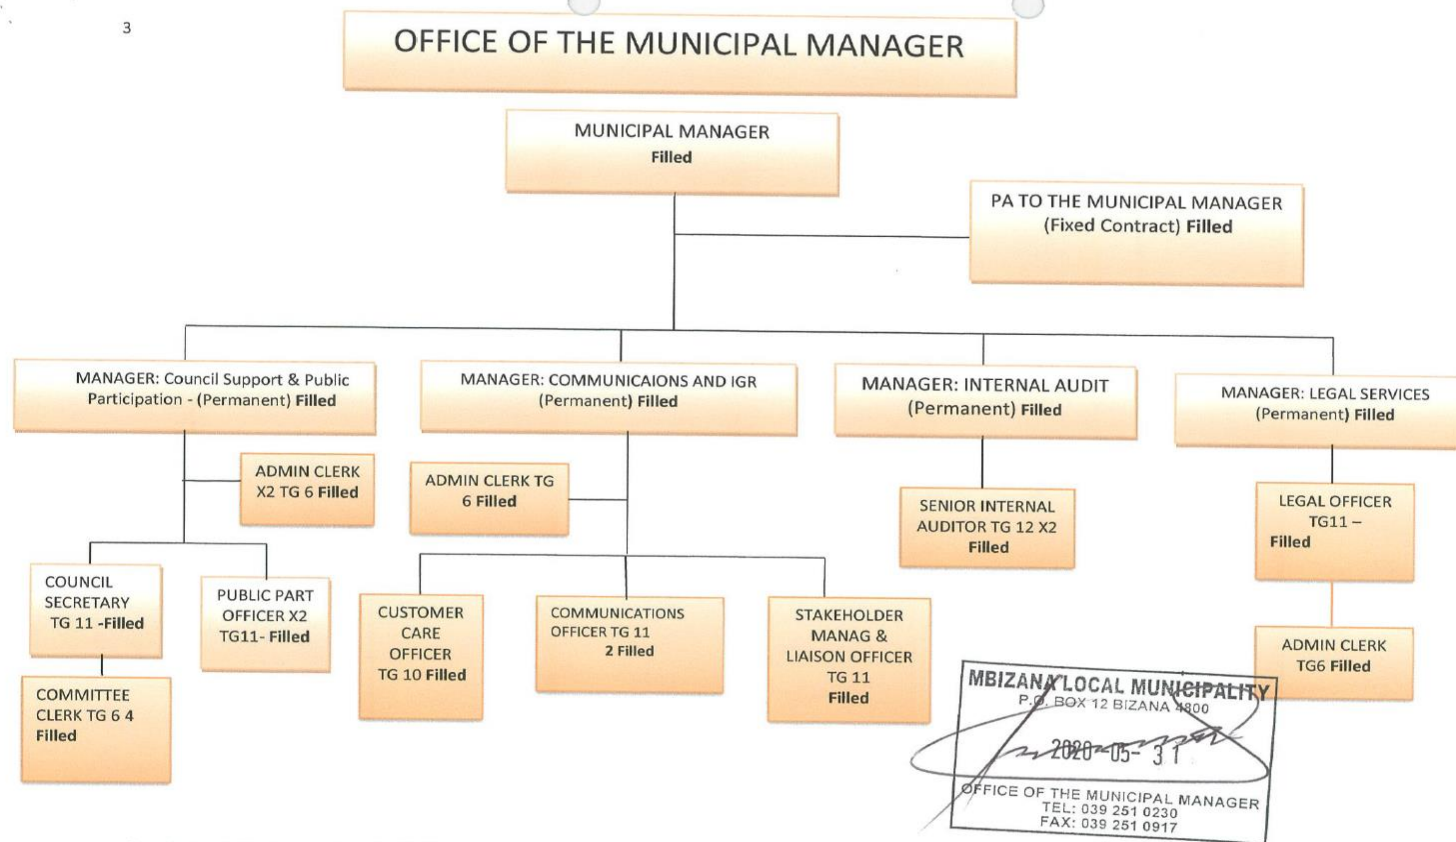 3
OFFICE OF THE MUNICIPAL MANAGER
MUNICIPAL MANAGER
Filled
PA TO THE MUNICIPAL MANAGER
(Fixed Contract) Filled
MANAGER: Council Support & Public
Participation - (Permanent) Filled
MANAGER: COMMUNICAIONS AND IGR
(Permanent) Filled
MANAGER: INTERNAL AUDIT
(Permanent) Filled
MANAGER: LEGAL SERVICES
(Permanent) Filled
ADMIN CLERK
X2 TG 6 Filled
ADMIN CLERK TG
6 Filled
SENIOR INTERNAL
AUDITOR TG 12 X2
Filled
LEGAL OFFICER
TG11 –
Filled
COUNCIL
SECRETARY
TG 11 -Filled
PUBLIC PART
OFFICER X2
TG11- Filled
CUSTOMER
CARE
OFFICER
TG 10 Filled
COMMUNICATIONS
OFFICER TG 11
2 Filled
STAKEHOLDER
MANAG &
LIAISON OFFICER
TG 11
Filled
ADMIN CLERK
TG6 Filled
COMMITTEE
CLERK TG 6 4
Filled
MBIZANA LOCAL MUNICIPALITY
P.O. BOX 12 BIZANA 4800
2020 -05- 31
OFFICE OF THE MUNICIPAL MANAGER
TEL: 039 251 0230
FAX: 039 251 0917